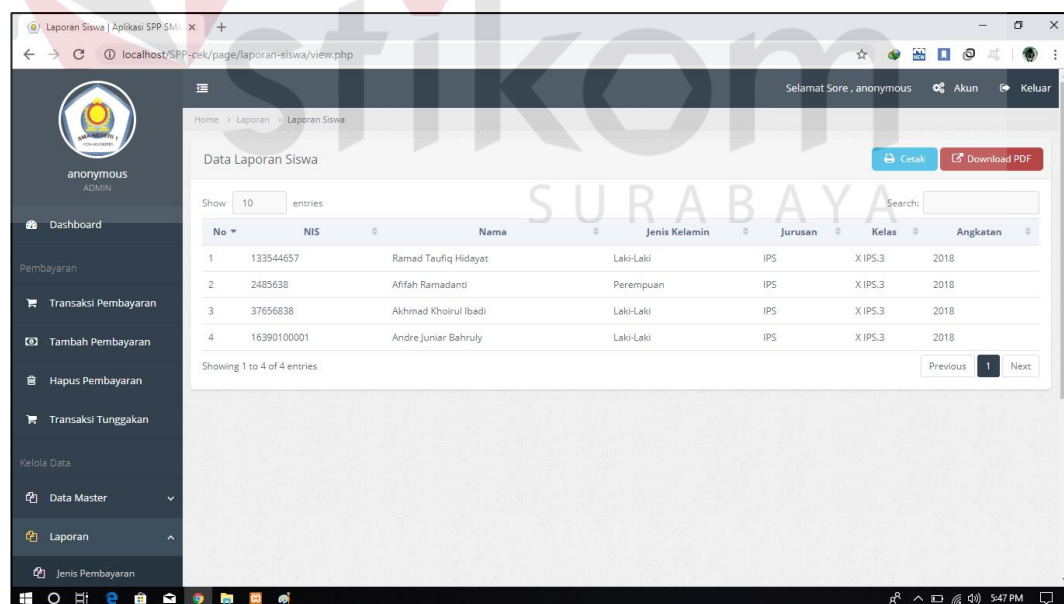 Laporan Siswa | Aplikasi SPP SMA
localhost/SPP-cek/page/laporan-siswa/view.php
stikom
SURABAYA
Selamat Sore , anonymous Akun Keluar
Home > Laporan > Laporan Siswa
anonymous
ADMIN
Dashboard
Pembayaran
Transaksi Pembayaran
Tambah Pembayaran
Hapus Pembayaran
Transaksi Tunggakan
Kelola Data
Data Master
Laporan
Jenis Pembayaran
Data Laporan Siswa Cetak Download PDF
Show 10 entries Search:
No NIS Nama Jenis Kelamin Jurusan Kelas Angkatan
1 133544657 Ramad Taufiq Hidayat Laki-Laki IPS X IPS.3 2018
2 2485638 Afifah Ramadanti Perempuan IPS X IPS.3 2018
3 37656838 Akhmad Khoirul Ibadi Laki-Laki IPS X IPS.3 2018
4 16390100001 Andre Juniar Bahruly Laki-Laki IPS X IPS.3 2018
Showing 1 to 4 of 4 entries Previous 1 Next
5:47 PM